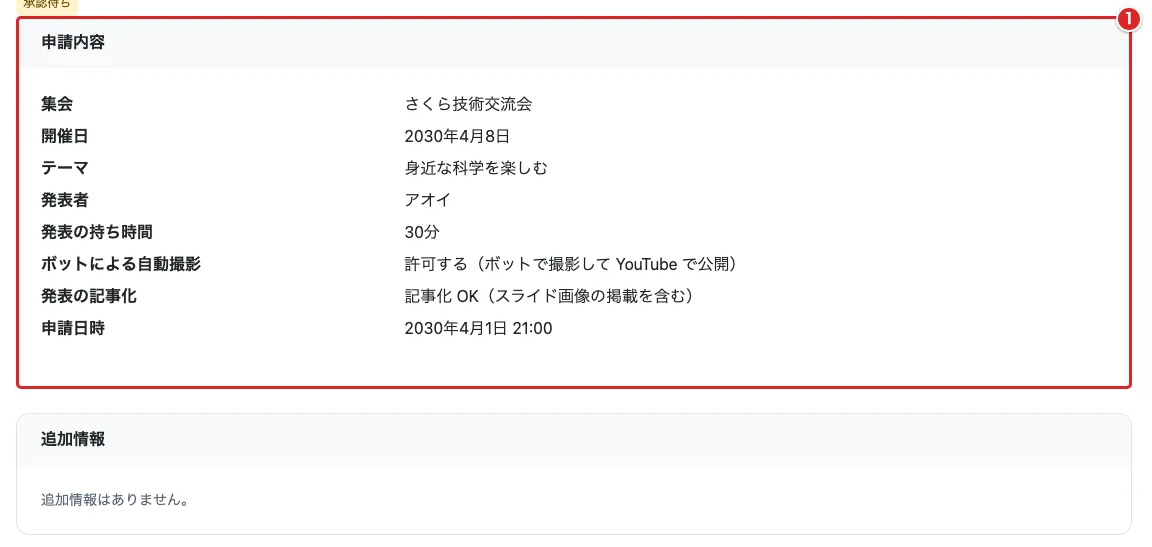 承認待ち
1
申請内容
集会 さくら技術交流会
開催日 2030年4月8日
テーマ 身近な科学を楽しむ
発表者 アオイ
発表の持ち時間 30分
ボットによる自動撮影 許可する（ボットで撮影して YouTube で公開）
発表の記事化 記事化 OK（スライド画像の掲載を含む）
申請日時 2030年4月1日 21:00
追加情報
追加情報はありません。